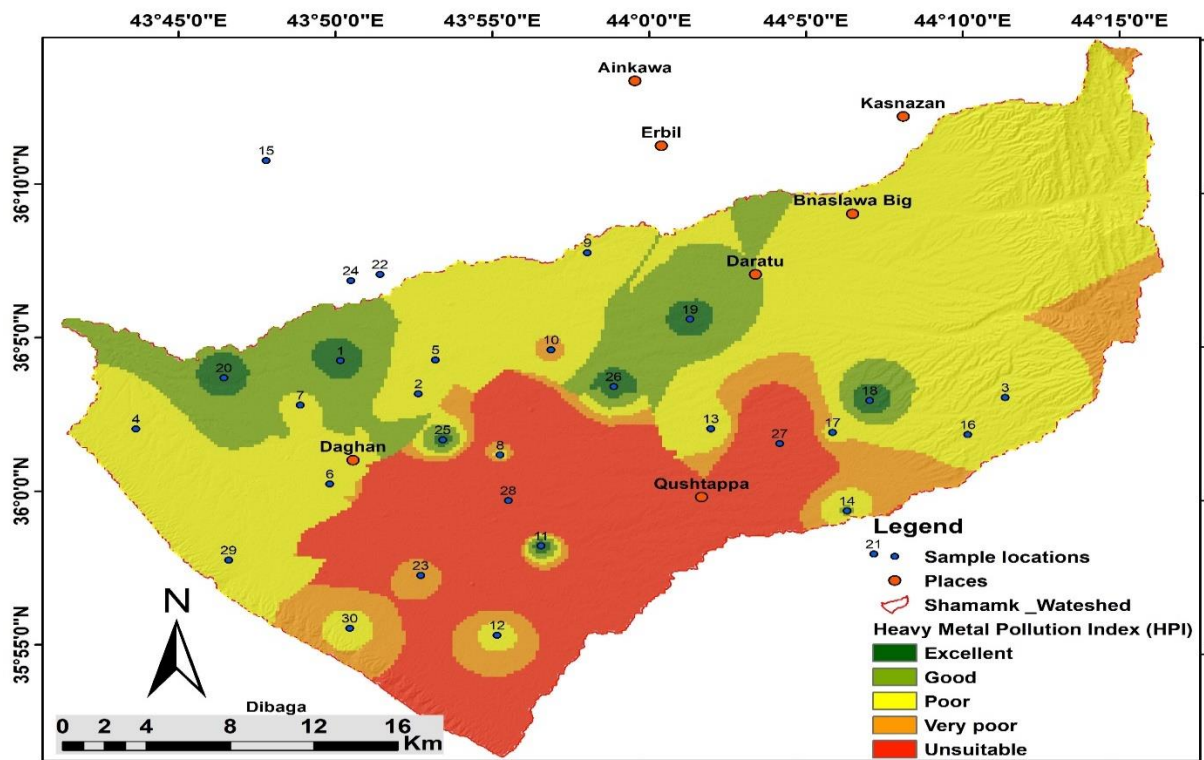 43°45'0"E 43°50'0"E 43°55'0"E 44°0'0"E 44°5'0"E 44°10'0"E 44°15'0"E
Ainkawa
Kasnazan
Erbil
15
36°10'0"N
Bnaslawa Big
9
24 22
Daratu
19
36°5'0"N
1 5 10
20
26
2
7
18 3
4
25
13
17 16
27
8
Daghan
6
28
Qushtappa
36°0'0"N
14
11
29
23
30
12
35°55'0"N
N
Dibaga
0 2 4 8 12 16
Km
Legend
21
Sample locations
Places
Shamamk _Wateshed
Heavy Metal Pollution Index (HPI)
Excellent
Good
Poor
Very poor
Unsuitable